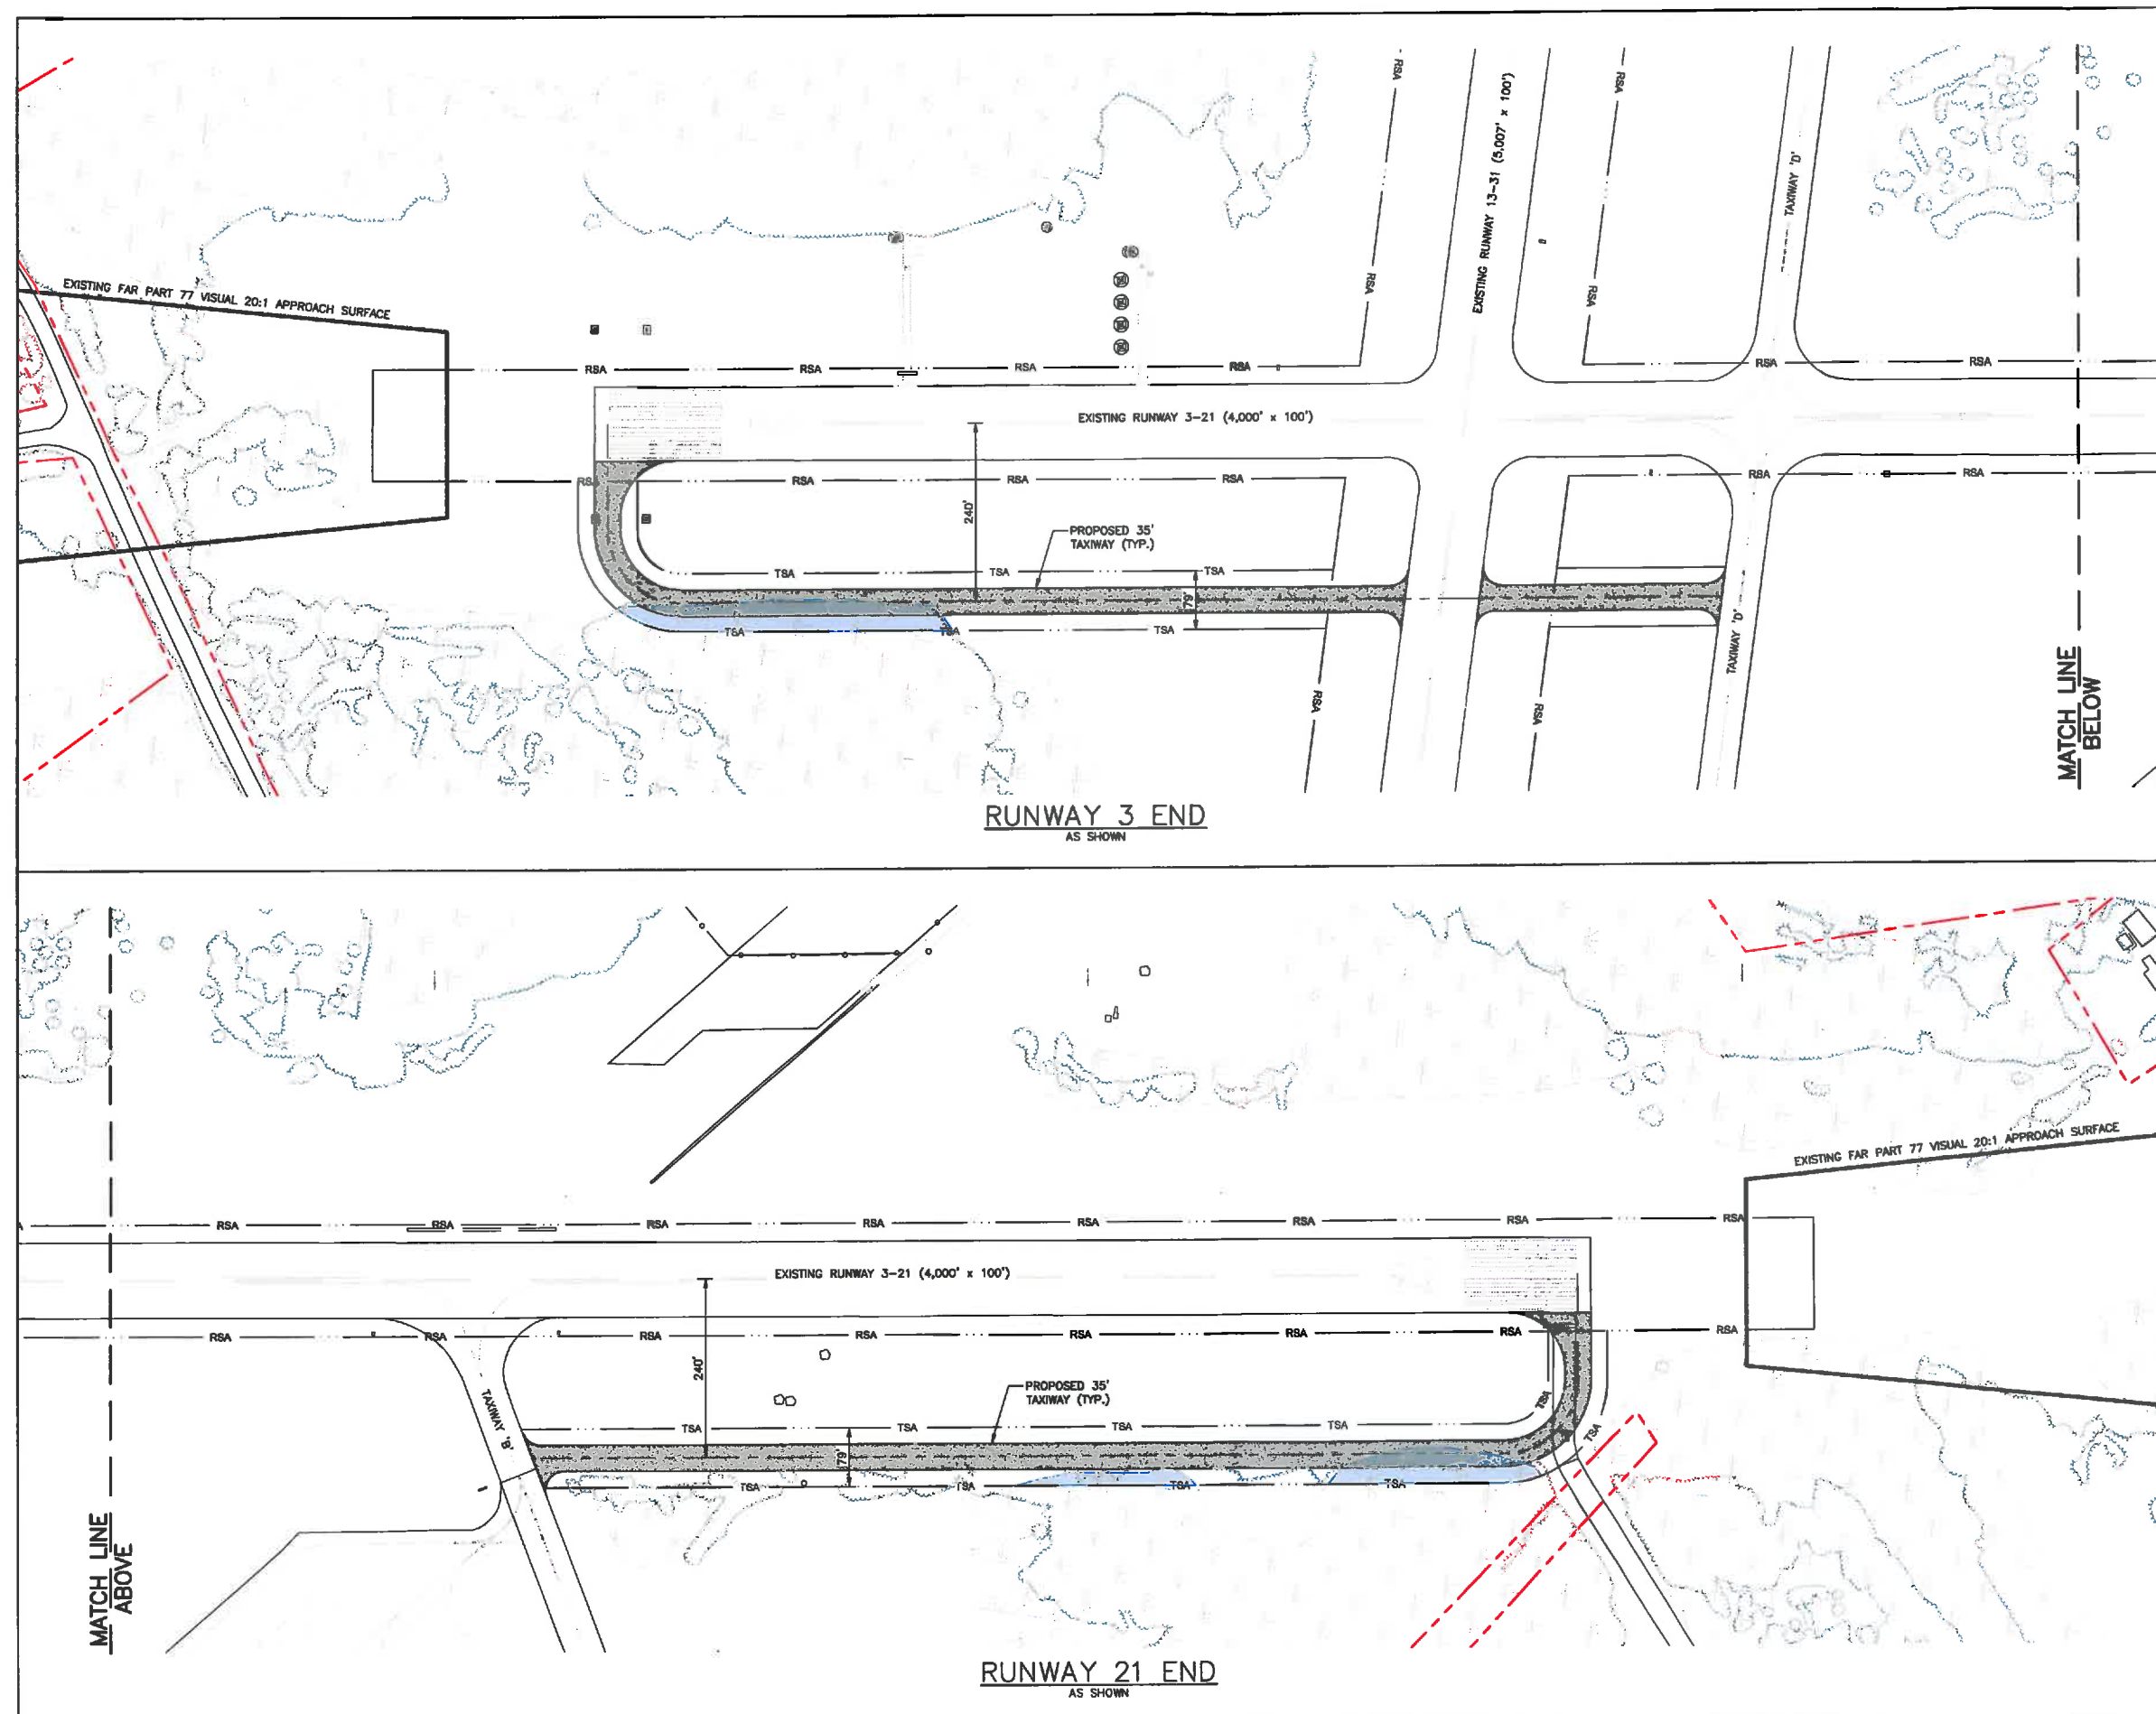 RSA
RSA
EXISTING RUNWAY 13-31 (5,007' x 100')
TAXIWAY 'D'
EXISTING FAR PART 77 VISUAL 20:1 APPROACH SURFACE
RSA
RSA
RSA
RSA
RSA
RSA
RSA
RSA
EXISTING RUNWAY 3-21 (4,000' x 100')
RSA
RSA
RSA
RSA
RSA
RSA
240'
PROPOSED 35'
TAXIWAY (TYP.)
TSA
TSA
TSA
79'
TSA
TSA
TSA
TAXIWAY 'D'
RSA
RSA
MATCH LINE
BELOW
RUNWAY 3 END
AS SHOWN
EXISTING FAR PART 77 VISUAL 20:1 APPROACH SURFACE
RSA
RSA
RSA
RSA
RSA
RSA
RSA
RSA
EXISTING RUNWAY 3-21 (4,000' x 100')
RSA
RSA
RSA
RSA
RSA
RSA
RSA
RSA
240'
PROPOSED 35'
TAXIWAY (TYP.)
TAXIWAY 'B'
TSA
TSA
TSA
TSA
TSA
TSA
79'
TSA
TSA
TSA
TSA
MATCH LINE
ABOVE
RUNWAY 21 END
AS SHOWN